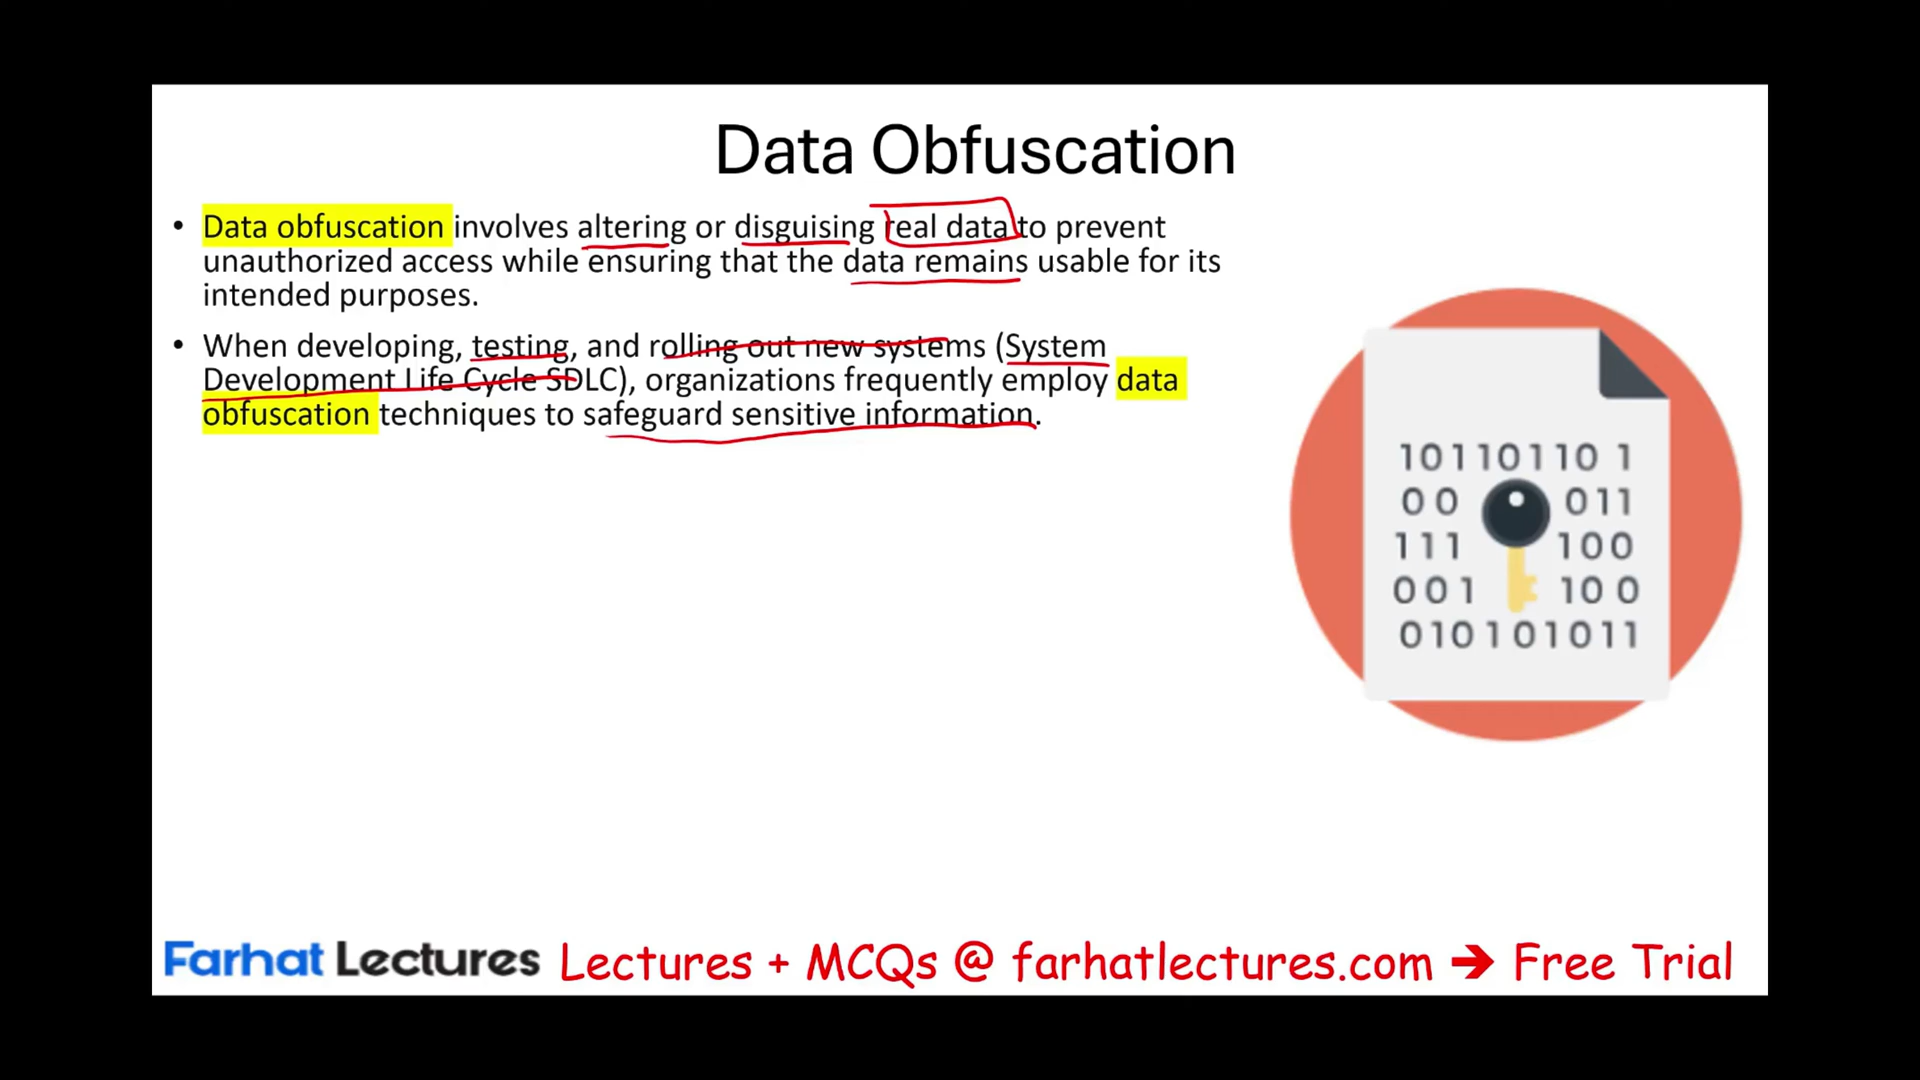 Data Obfuscation
• Data obfuscation involves altering or disguising real data to prevent
unauthorized access while ensuring that the data remains usable for its
intended purposes.
• When developing, testing, and rolling out new systems (System
Development Life Cycle SDLC), organizations frequently employ data
obfuscation techniques to safeguard sensitive information.
10110110 1
00 011
111 100
001 100
010101011
Farhat Lectures Lectures + MCQs @ farhatlectures.com → Free Trial